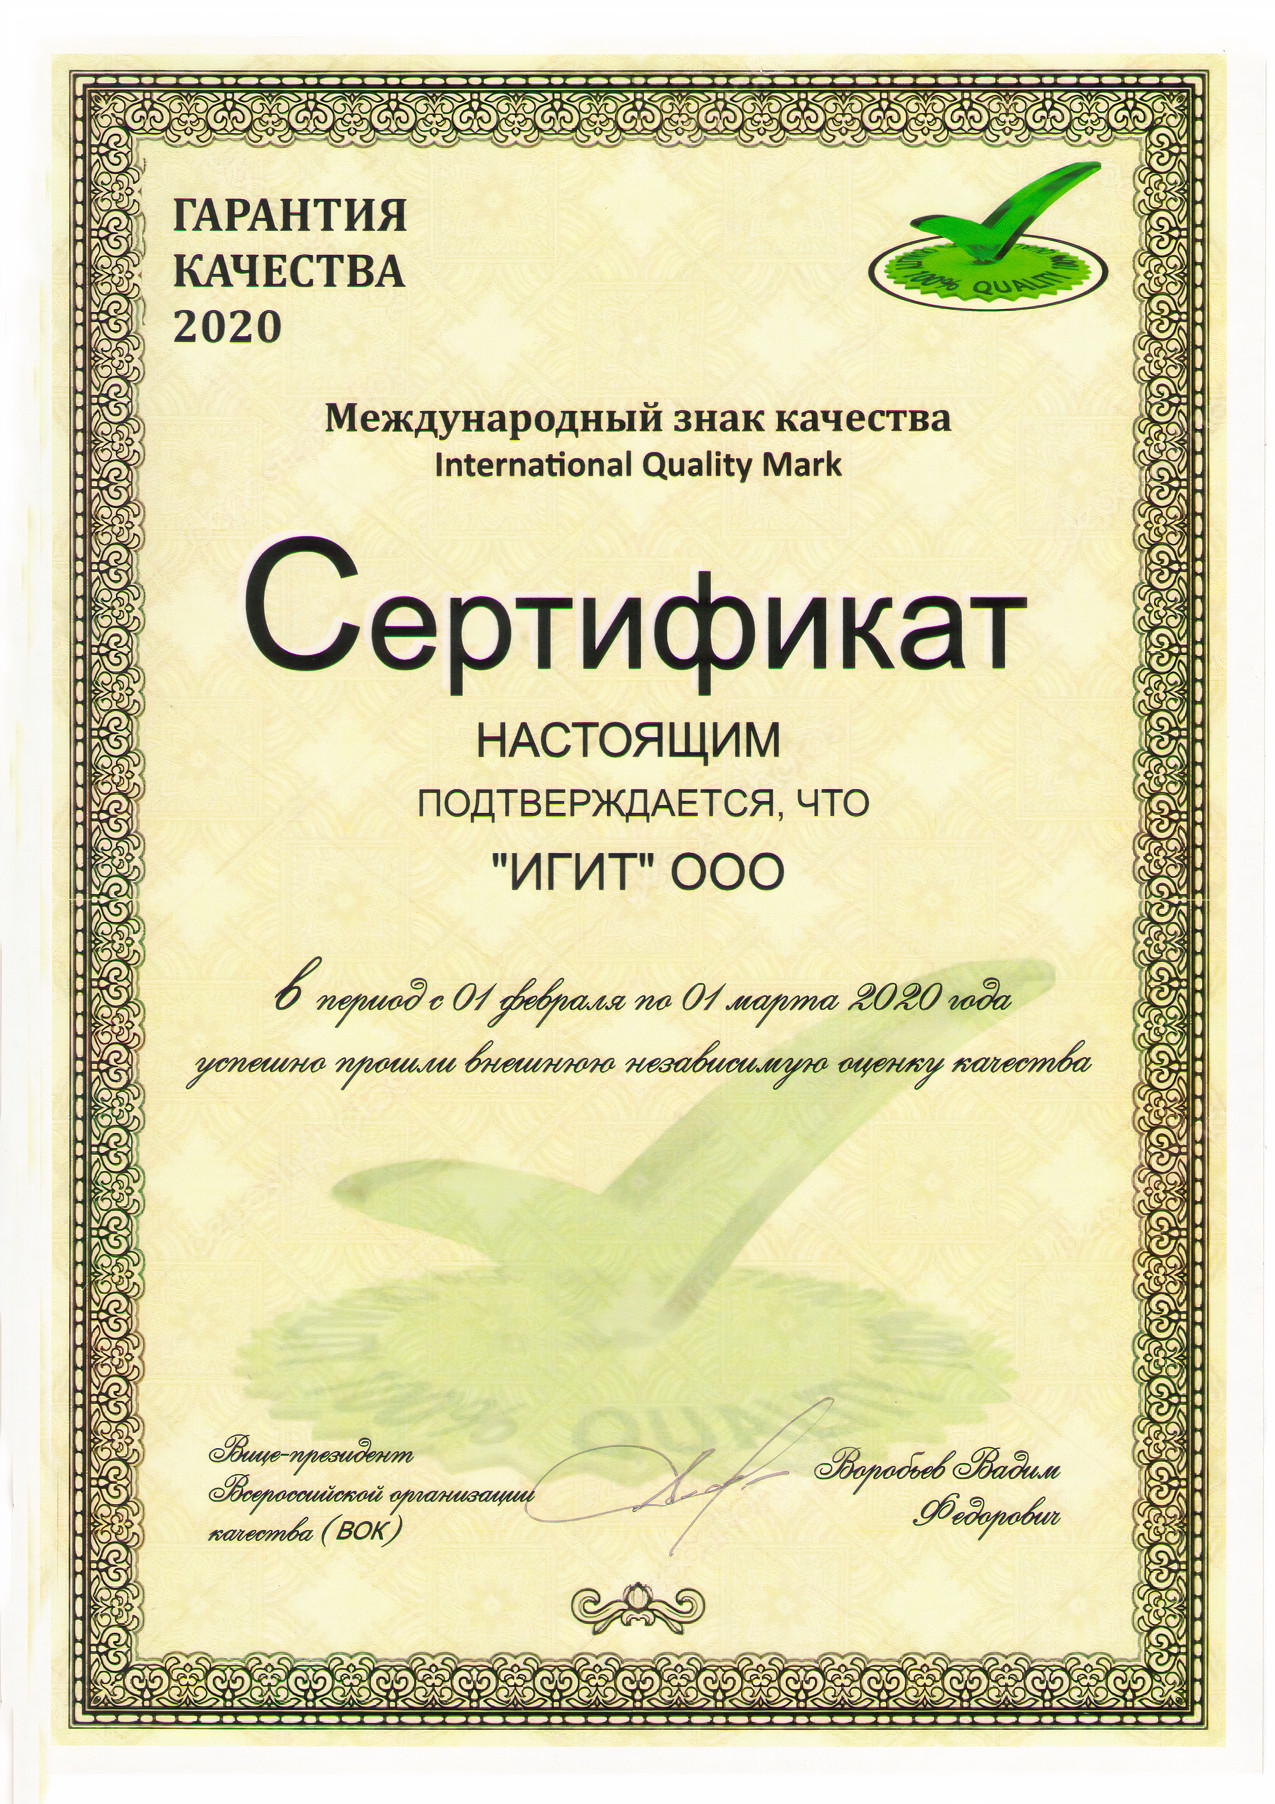 ГАРАНТИЯ
КАЧЕСТВА
2020
100% QUALITY
Международный знак качества
International Quality Mark
Сертификат
НАСТОЯЩИМ
ПОДТВЕРЖДАЕТСЯ, ЧТО
"ИГИТ" ООО
в период с 01 февраля по 01 марта 2020 года
успешно прошли внешнюю независимую оценку качества
Вице-президент
Всероссийской организации
качества (ВОК)
Воробьев Вадим
Федорович